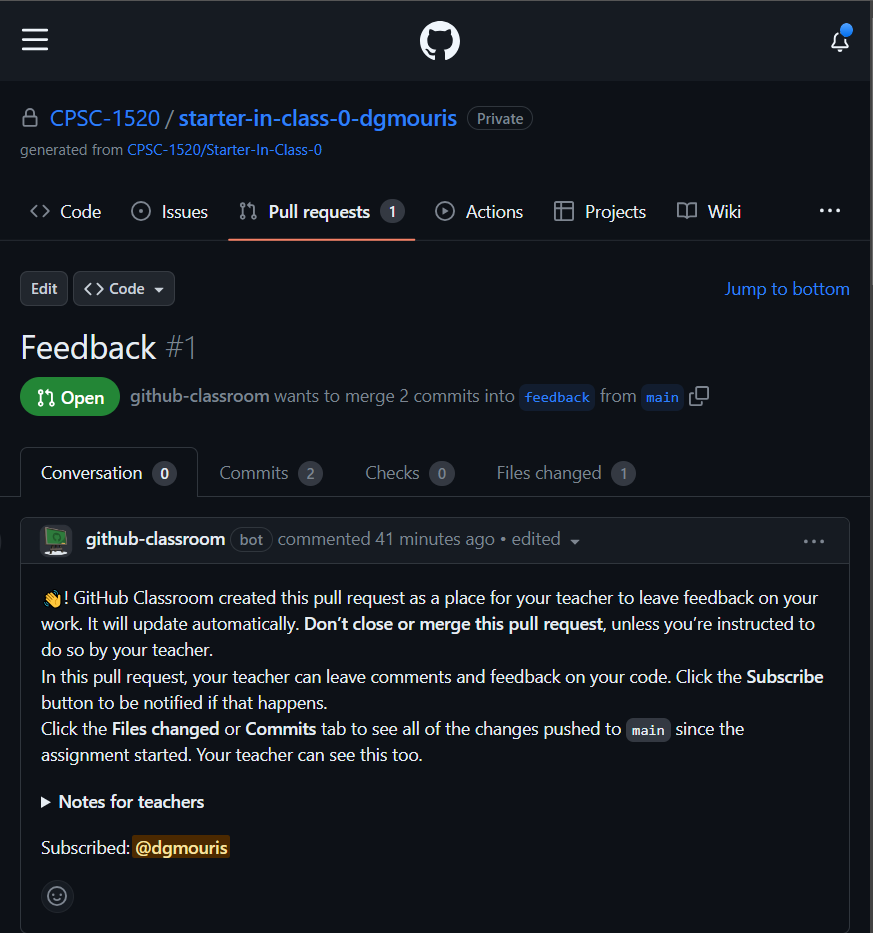 CPSC-1520 / starter-in-class-0-dgmouris Private
generated from CPSC-1520/Starter-In-Class-0
Code Issues Pull requests 1 Actions Projects Wiki
Edit Code Jump to bottom
Feedback #1
Open github-classroom wants to merge 2 commits into feedback from main
Conversation 0 Commits 2 Checks 0 Files changed 1
github-classroom bot commented 41 minutes ago • edited
👋! GitHub Classroom created this pull request as a place for your teacher to leave feedback on your
work. It will update automatically. Don’t close or merge this pull request, unless you’re instructed to
do so by your teacher.
In this pull request, your teacher can leave comments and feedback on your code. Click the Subscribe
button to be notified if that happens.
Click the Files changed or Commits tab to see all of the changes pushed to main since the
assignment started. Your teacher can see this too.
Notes for teachers
Subscribed: @dgmouris